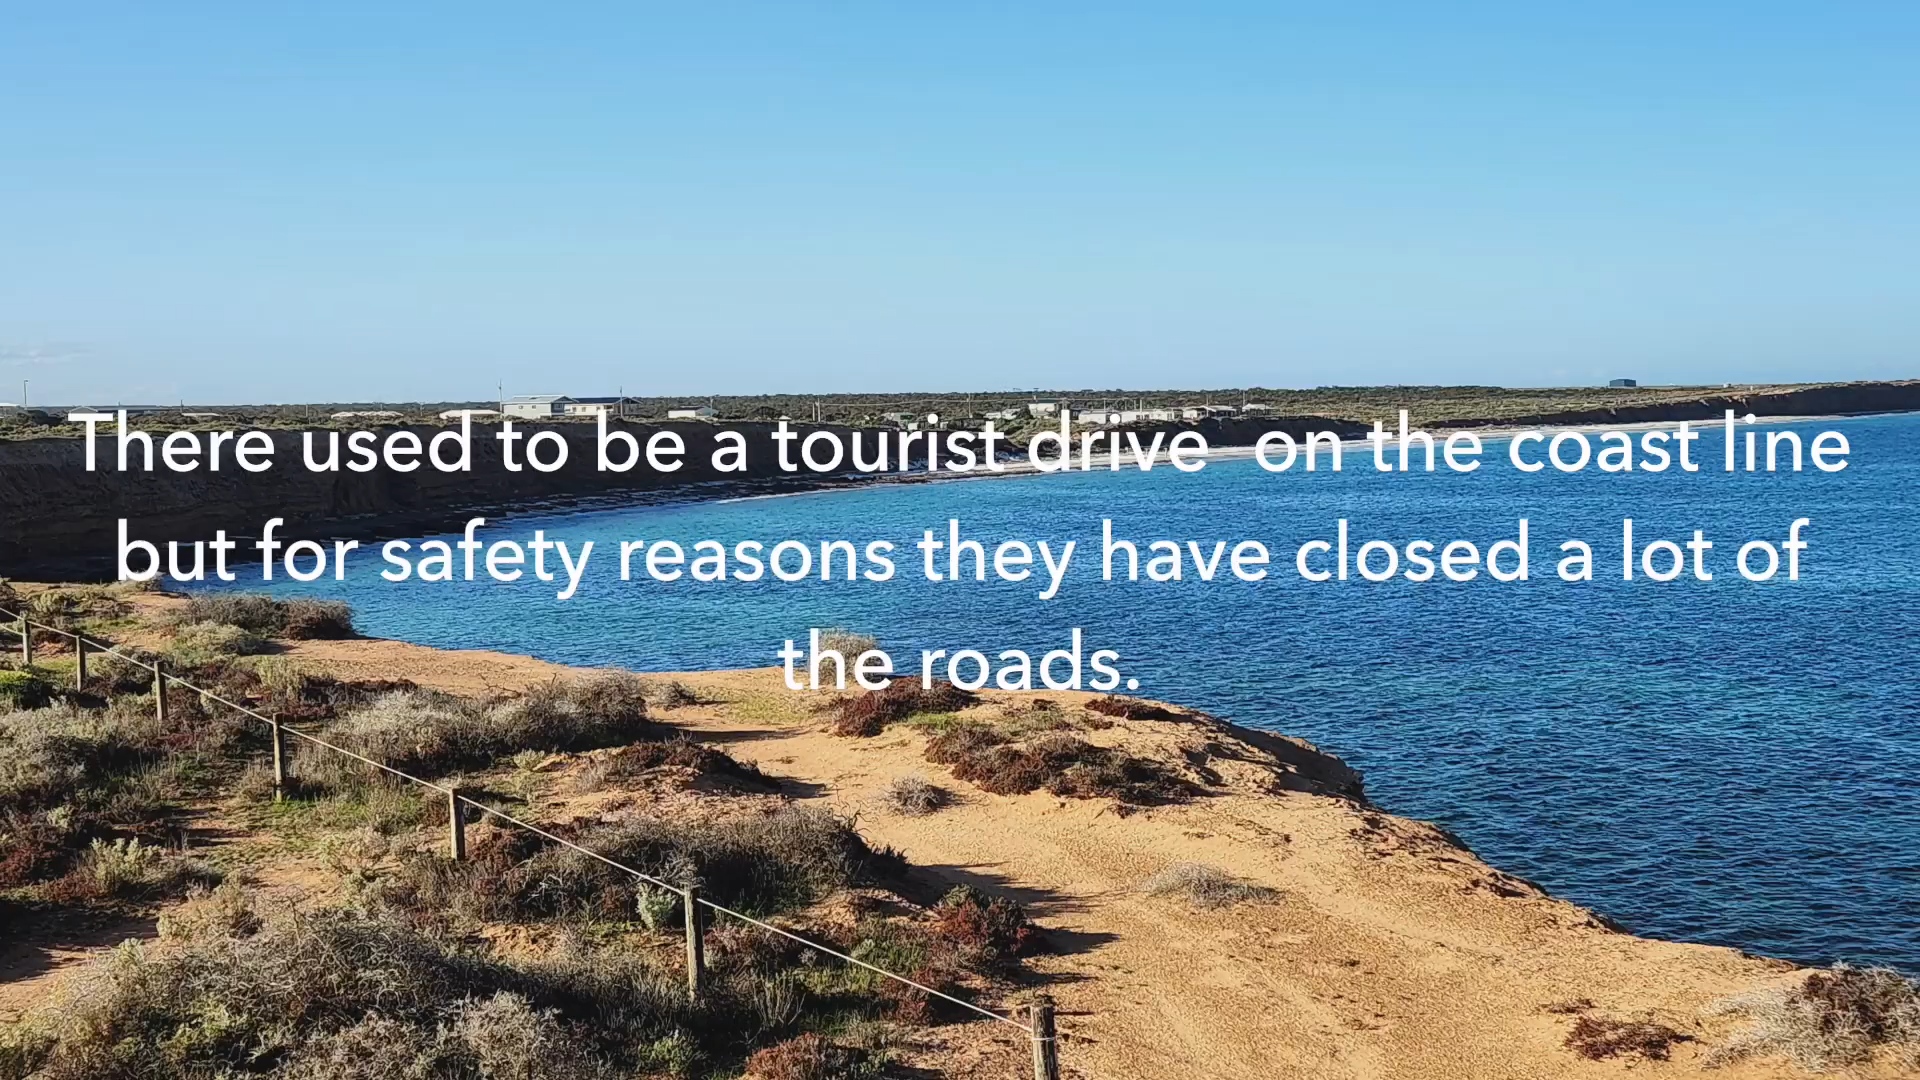 There used to be a tourist drive  on the coast line
but for safety reasons they have closed a lot of
the roads.